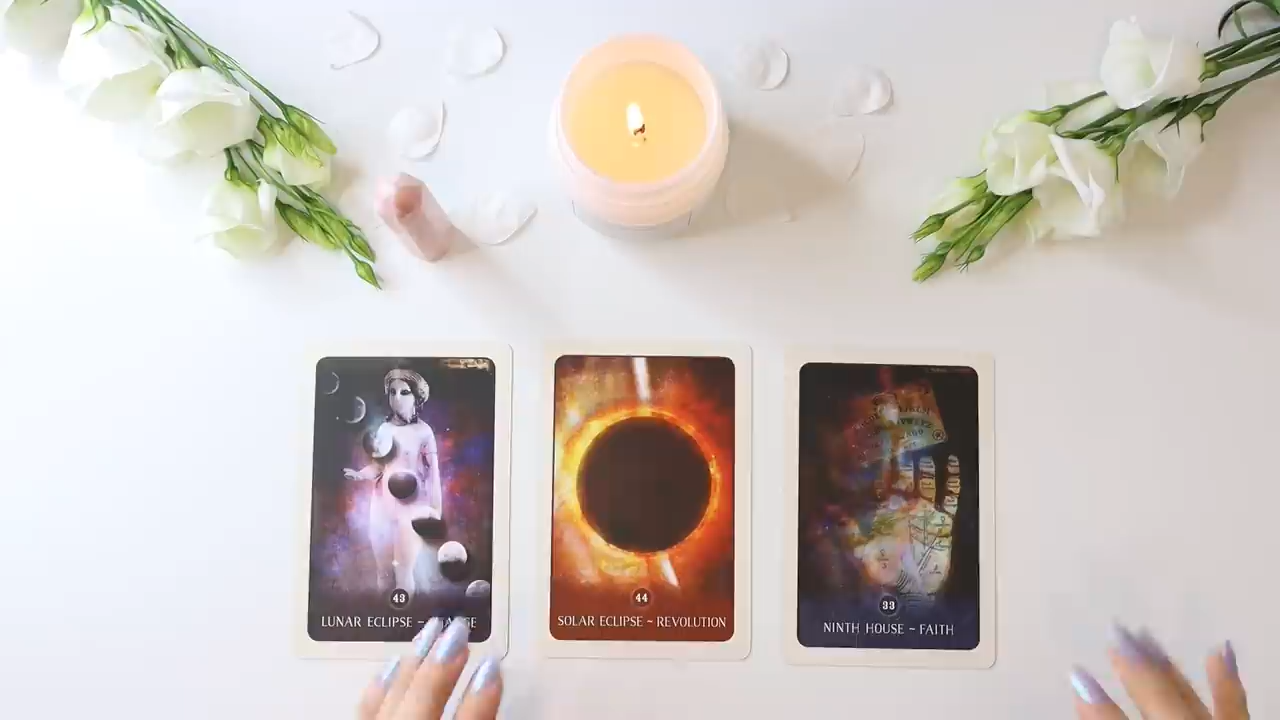 43
LUNAR ECLIPSE ~
44
SOLAR ECLIPSE ~ REVOLUTION
33
NINTH HOUSE ~ FAITH